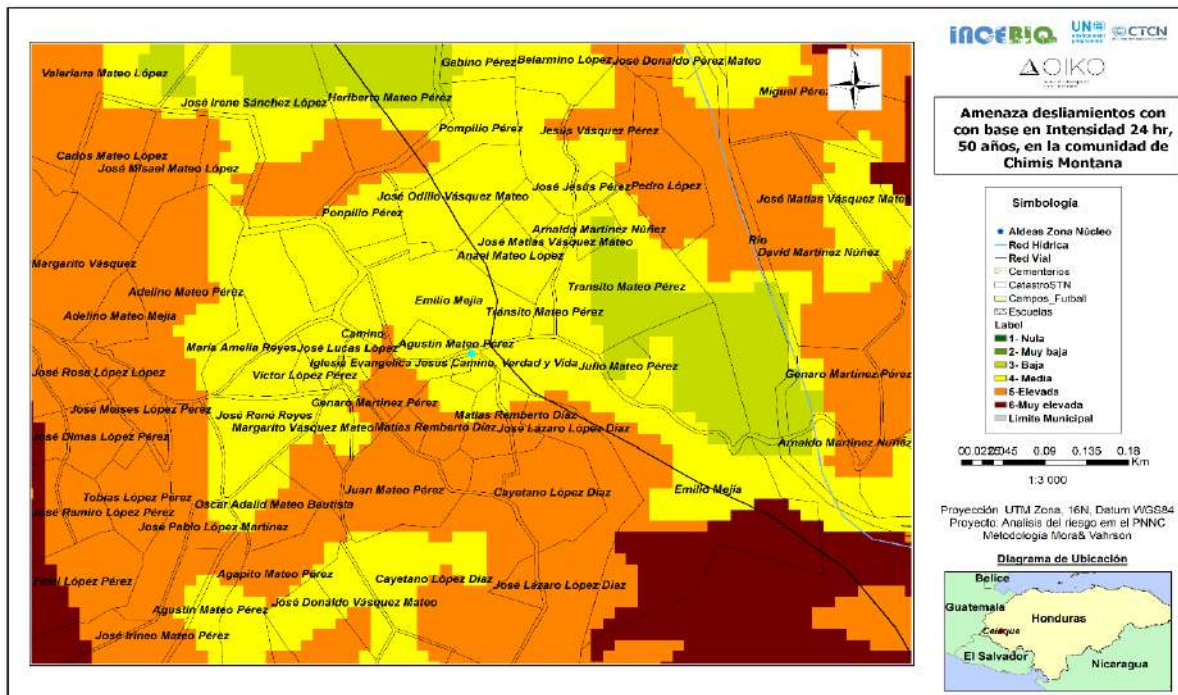 Valeriana Mateo López
José Irene Sánchez López
Heriberto Mateo Pérez
Gabino Pérez
Belarmino López
José Donaldo Pérez Mateo
Miguel Pérez
Pompilio Pérez
Jesús Vásquez Pérez
Carlos Mateo López
José Misael Mateo López
José Jesús Pérez
Pedro López
José Odillo Vásquez Mateo
José Matías Vásquez Mate
Ponpillo Pérez
Arnaldo Martínez Núñez
José Matías Vásquez Mateo
Río
Anael Mateo López
David Martínez Núñez
Margarito Vásquez
Adelino Mateo Pérez
Transito Mateo Pérez
Emilio Mejía
Adelino Mateo Mejía
Tránsito Mateo Pérez
Camino
María Amelia Reyes
José Lucas López
Agustín Mateo Pérez
Iglesia Evangelica Jesus Camino, Verdad y Vida
José Rosa López López
Víctor López Pérez
Julio Mateo Pérez
Genaro Martínez Pérez
José Moises López Pérez
Genaro Martínez Pérez
José René Reyes
Matías Remberto Díaz
Margarito Vásquez Mateo
Matías Remberto Díaz
José Lázaro López Díaz
José Dimas López Pérez
Arnaldo Martínez Núñez
Tobías López Pérez
Juan Mateo Pérez
Cayetano López Díaz
Emilio Mejía
Oscar Adalid Mateo Bautista
José Ramiro López Pérez
José Pablo López Martínez
Fidel López Pérez
Agapito Mateo Pérez
Cayetano López Díaz
José Lázaro López Díaz
Agustín Mateo Pérez
José Donaldo Vásquez Mateo
José Irineo Mateo Pérez
INCEBIO
UN
environment
programme
CTCN
OIKO
Amenaza desliamientos con
con base en Intensidad 24 hr,
50 años, en la comunidad de
Chimis Montana
Simbología
Aldeas Zona Núcleo
Red Hídrica
Red Vial
Cementerios
CatastroSTN
Campos_Futball
Escuelas
Label
1- Nula
2- Muy baja
3- Baja
4- Media
5-Elevada
6-Muy elevada
Limite Municipal
0.09 0.135 0.18
Km
1:3 000
Proyección UTM Zona, 16N, Datum WGS84
Proyecto: Analisis del riesgo em el PNNC
Metodologia Mora& Vahrson
Diagrama de Ubicación
Belice
Guatemala
Honduras
Celaque
El Salvador
Nicaragua